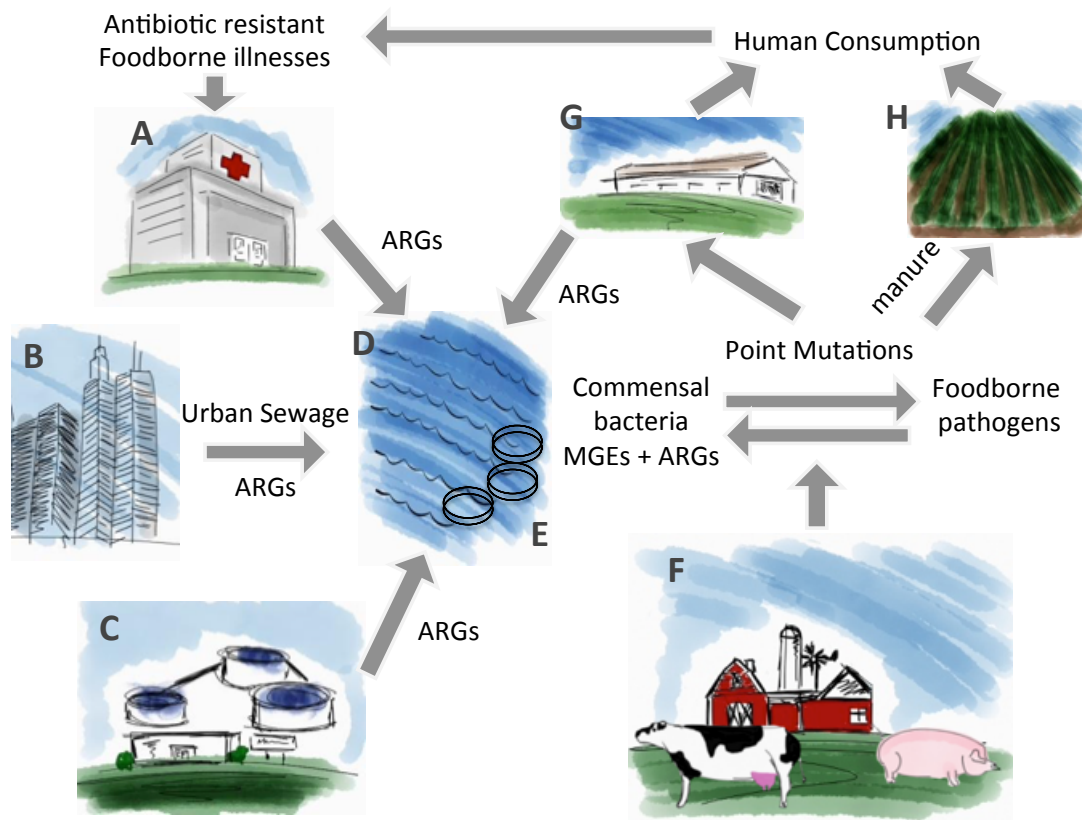 Antibiotic resistant
Foodborne illnesses
Human Consumption
A
G
H
ARGs
ARGs
manure
B
D
Point Mutations
Urban Sewage
ARGs
Commensal
bacteria
MGEs + ARGs
Foodborne
pathogens
E
C
ARGs
F